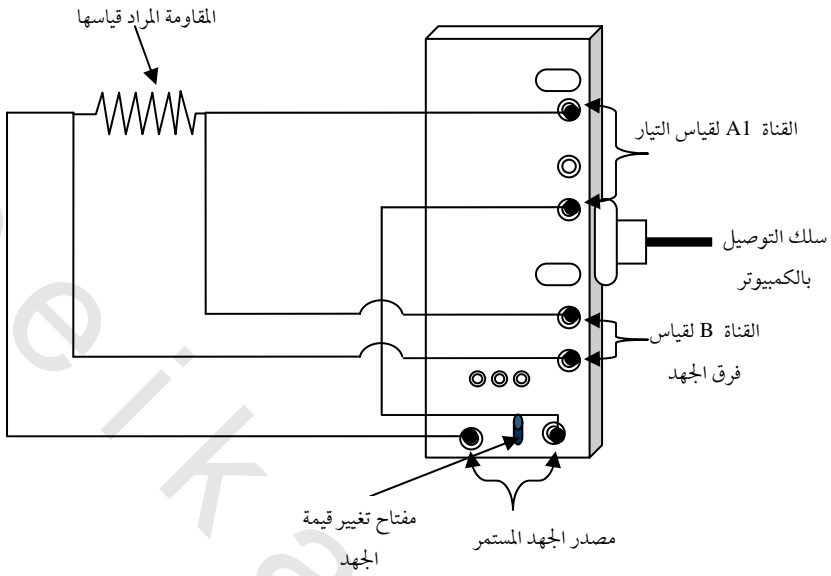 المقاومة المراد قياسها
القناة A1 لقياس التيار
سلك التوصيل
بالكمبيوتر
القناة B لقياس
فرق الجهد
مفتاح تغيير قيمة
الجهد
مصدر الجهد المستمر
e i k a